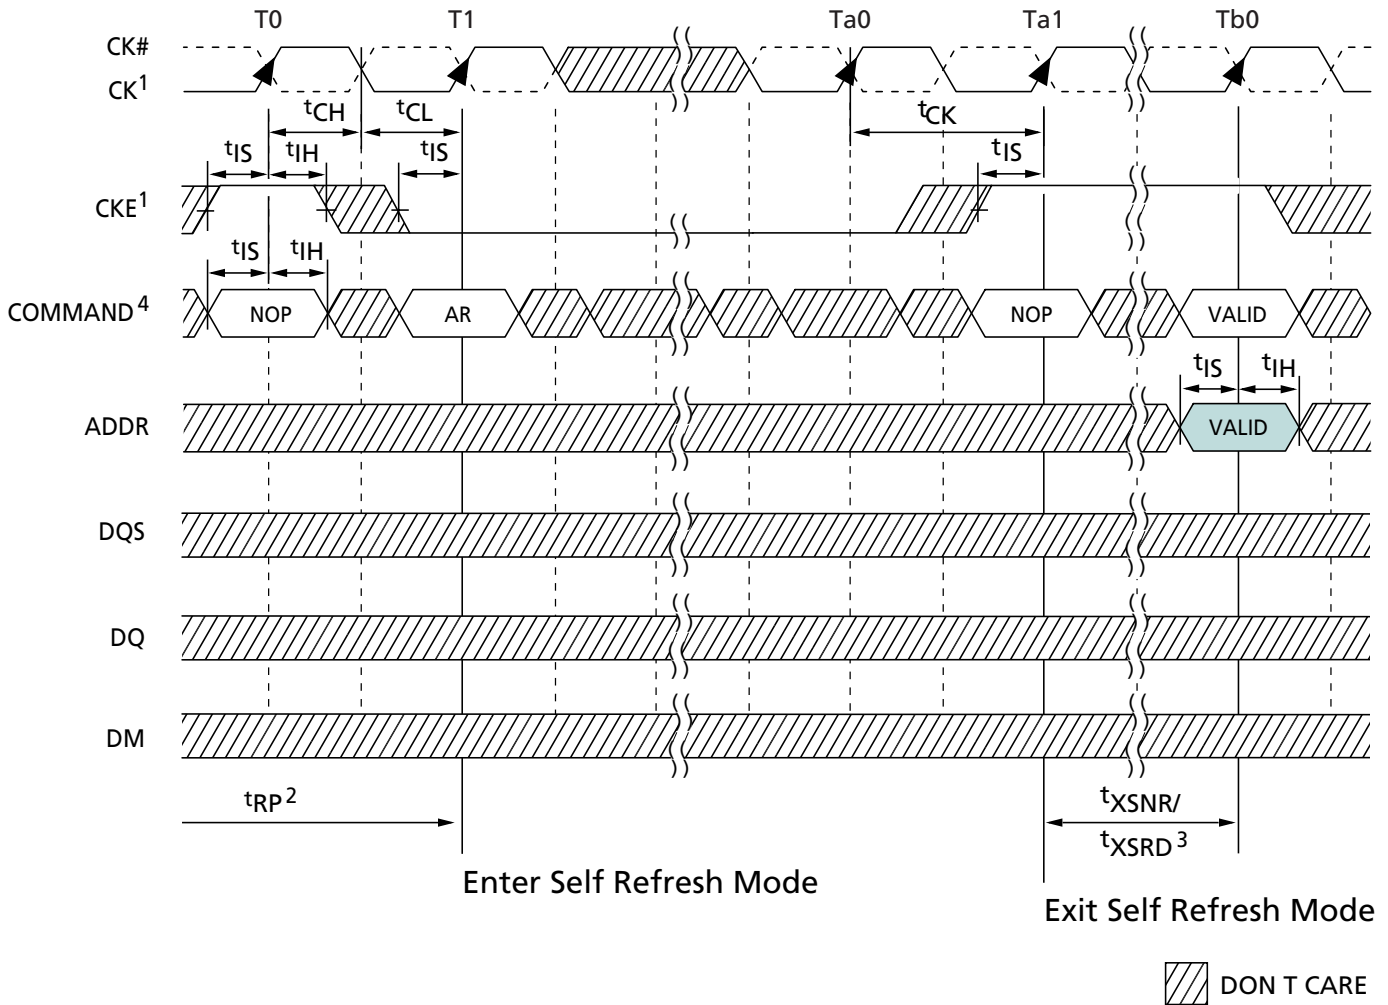 T0 T1 Ta0 Ta1 Tb0
CK#
CK1
tCH tCL tCK
tIS tIH tIS tIS
CKE1
tIS tIH
COMMAND4 NOP AR NOP VALID
tIS tIH
ADDR VALID
DQS
DQ
DM
tRP2 tXSNR/
tXSRD3
Enter Self Refresh Mode
Exit Self Refresh Mode
DON T CARE